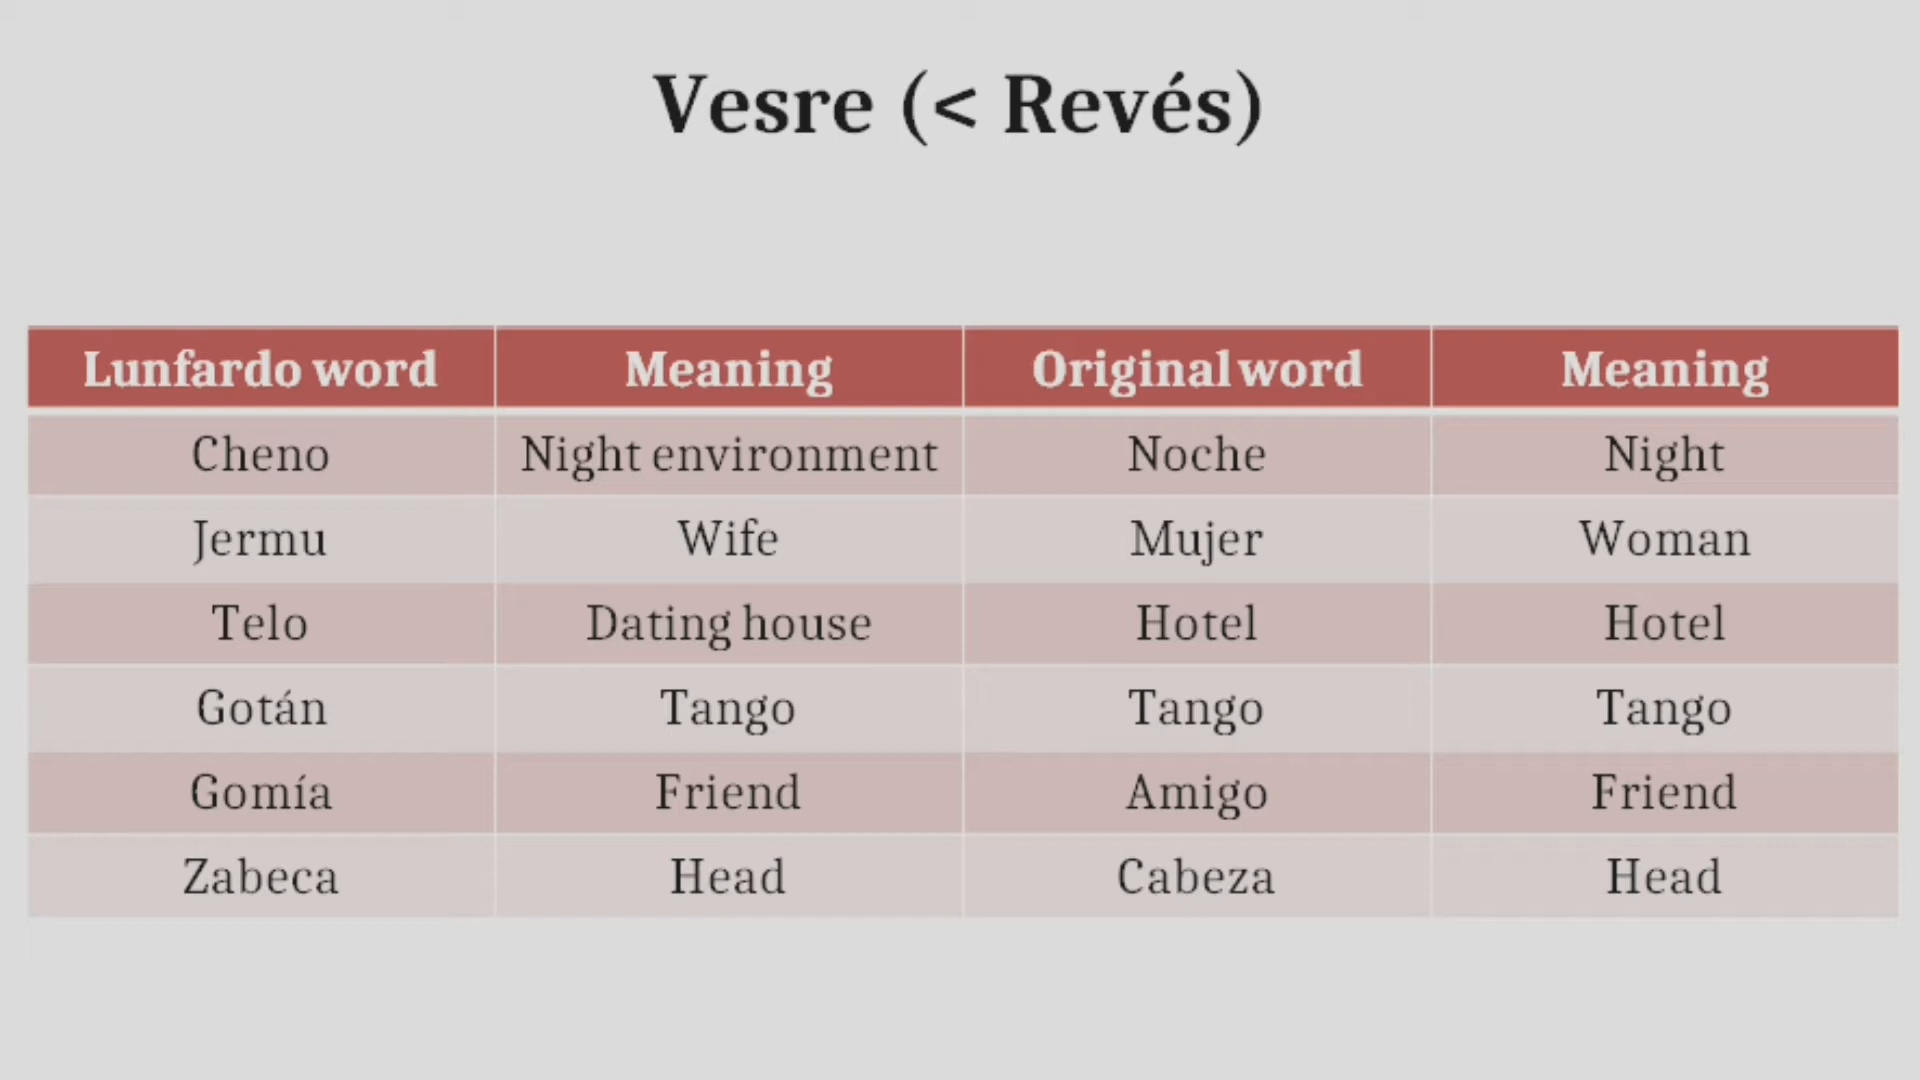 Vesre (< Revés)
Lunfardo word Meaning Original word Meaning
Cheno Night environment Noche Night
Jermu Wife Mujer Woman
Telo Dating house Hotel Hotel
Gotán Tango Tango Tango
Gomía Friend Amigo Friend
Zabeca Head Cabeza Head